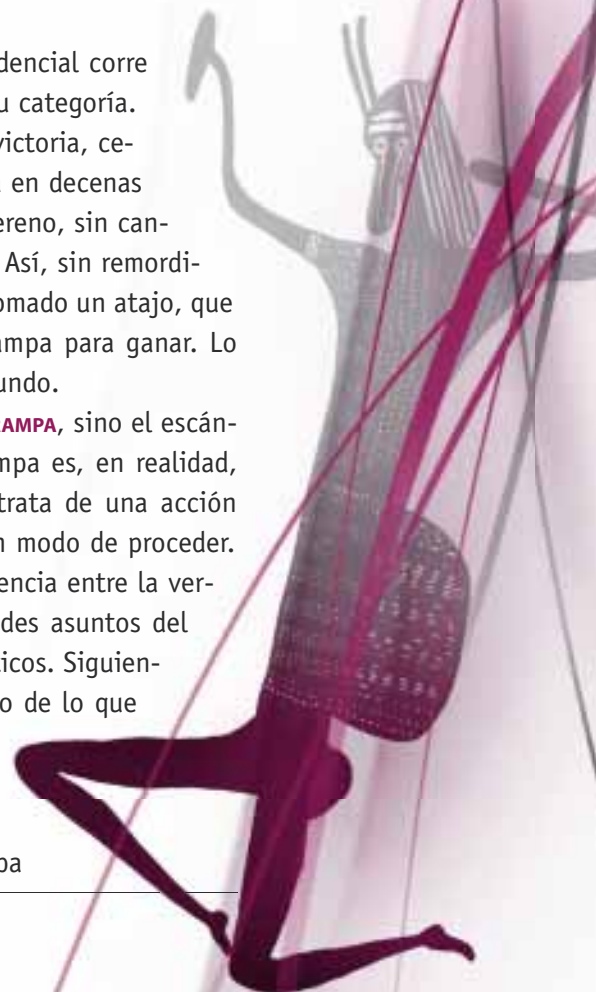 dencial corre
u categoría.
victoria, ce-
en decenas
ereno, sin can-
Así, sin remordi-
omado un atajo, que
ampa para ganar. Lo
undo.
RAMPA, sino el escán-
mpa es, en realidad,
trata de una acción
n modo de proceder.
encia entre la ver-
des asuntos del
ticos. Siguien-
o de lo que
pa